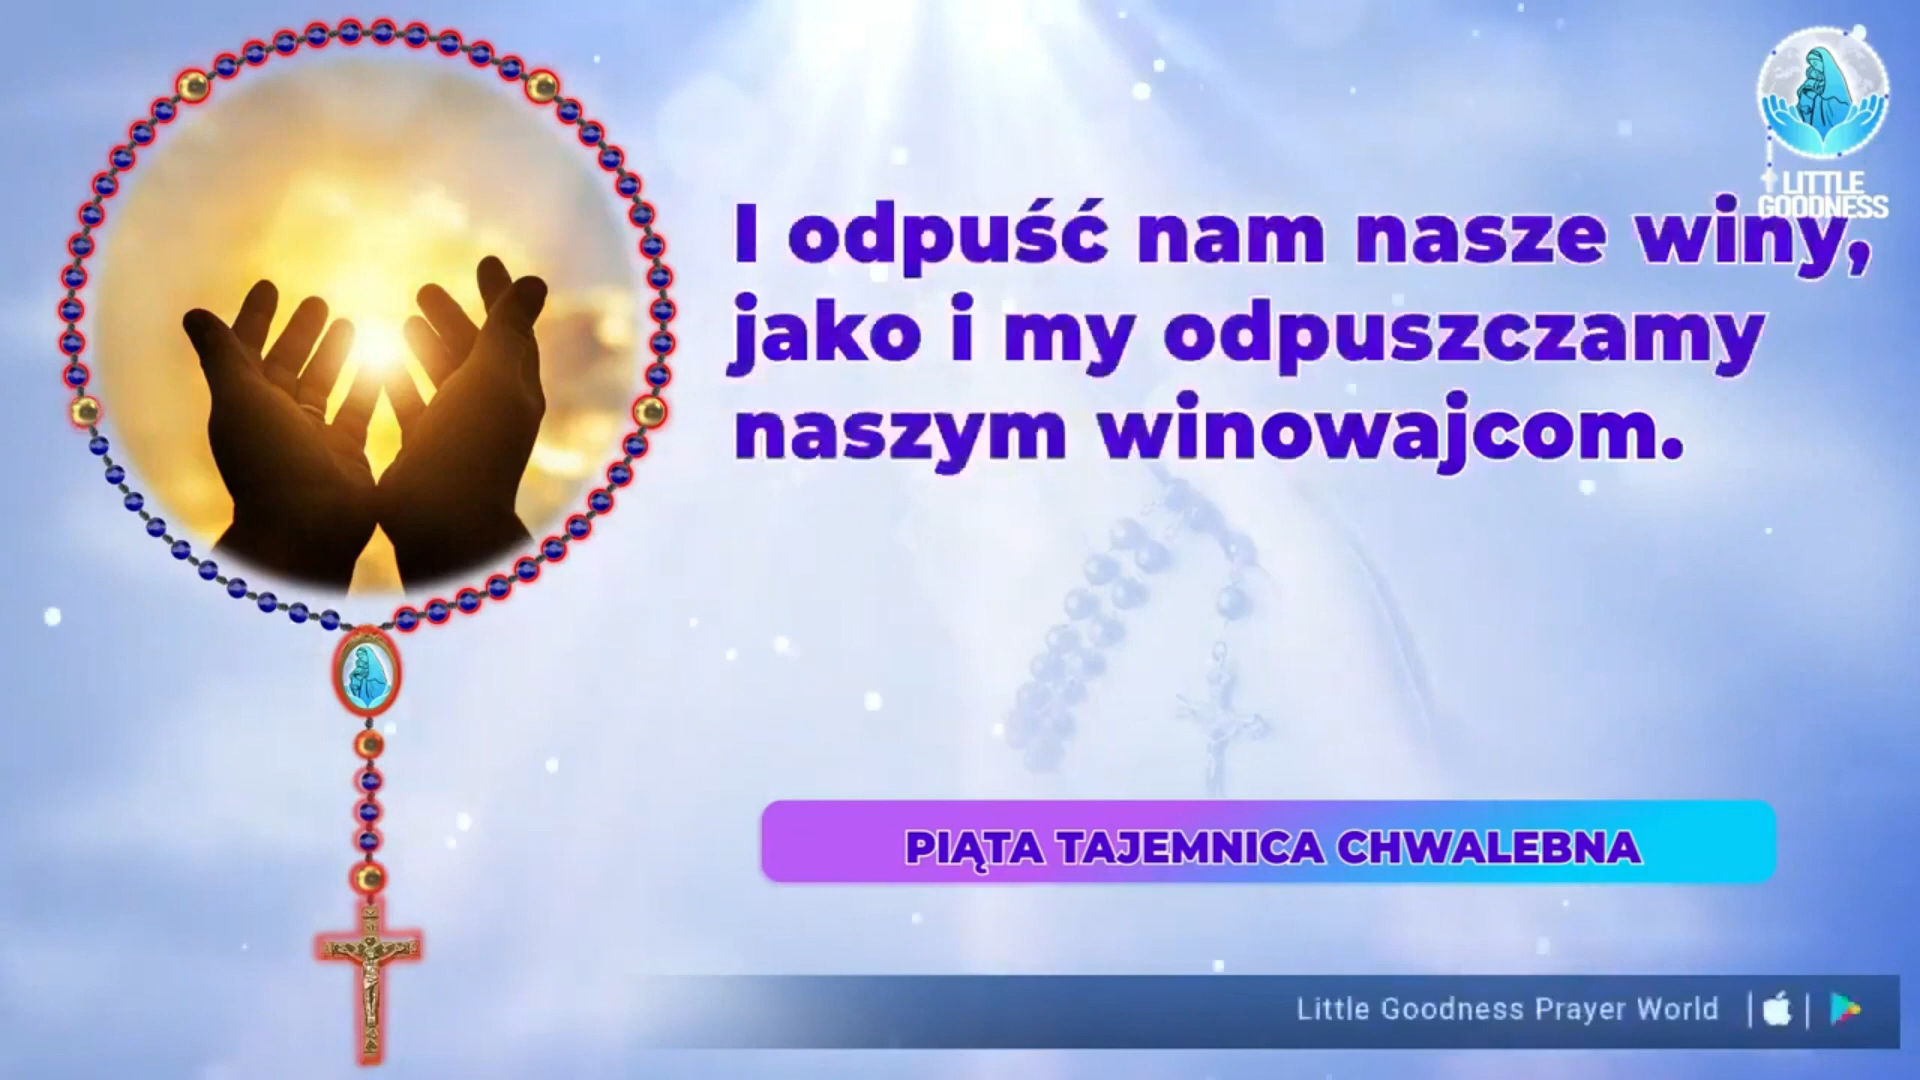 LITTLE
GOODNESS
I odpuść nam nasze winy,
jako i my odpuszczamy
naszym winowajcom.
PIĄTA TAJEMNICA CHWALEBNA
Little Goodness Prayer World